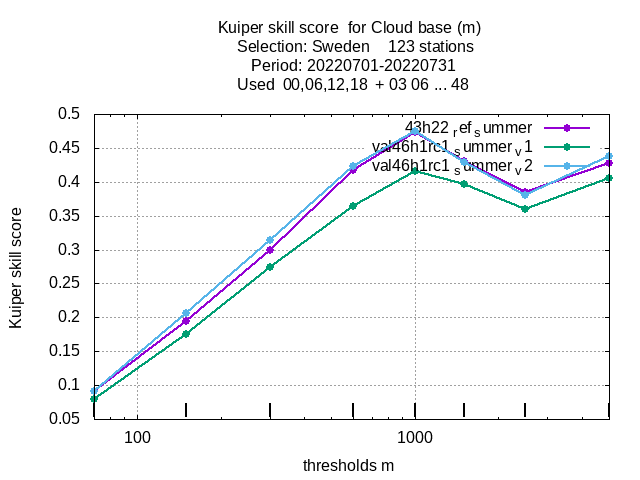 Kuiper skill score  for Cloud base (m)
Selection: Sweden    123 stations
Period: 20220701-20220731
Used  00,06,12,18  + 03 06 ... 48
0.5
43h22_ref_summer
0.45
val46h1rc1_summer_v1
val46h1rc1_summer_v2
0.4
0.35
0.3
0.25
0.2
0.15
0.1
0.05
Kuiper skill score
100 1000
thresholds m